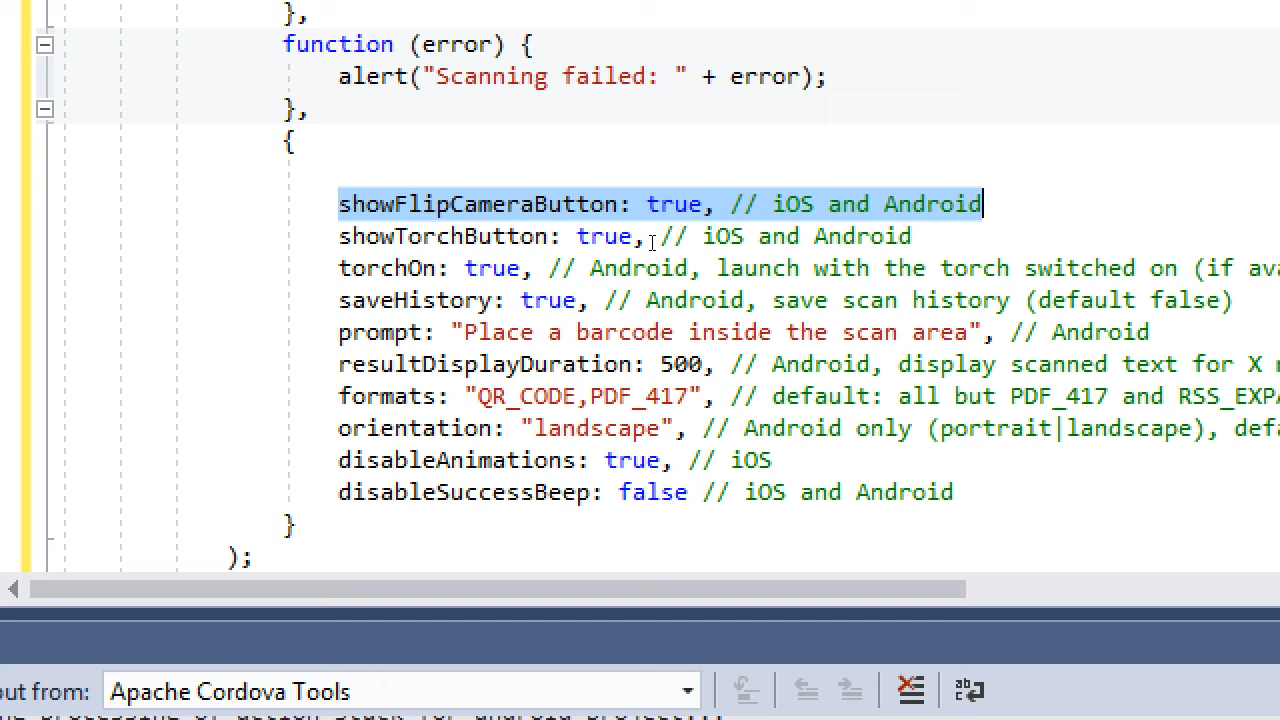 },
function (error) {
alert("Scanning failed: " + error);
},
{
showFlipCameraButton: true, // iOS and Android
showTorchButton: true, // iOS and Android
torchOn: true, // Android, launch with the torch switched on (if ava
saveHistory: true, // Android, save scan history (default false)
prompt: "Place a barcode inside the scan area", // Android
resultDisplayDuration: 500, // Android, display scanned text for X
formats: "QR_CODE,PDF_417", // default: all but PDF_417 and RSS_EXPA
orientation: "landscape", // Android only (portrait|landscape), defa
disableAnimations: true, // iOS
disableSuccessBeep: false // iOS and Android
}
);
out from: Apache Cordova Tools